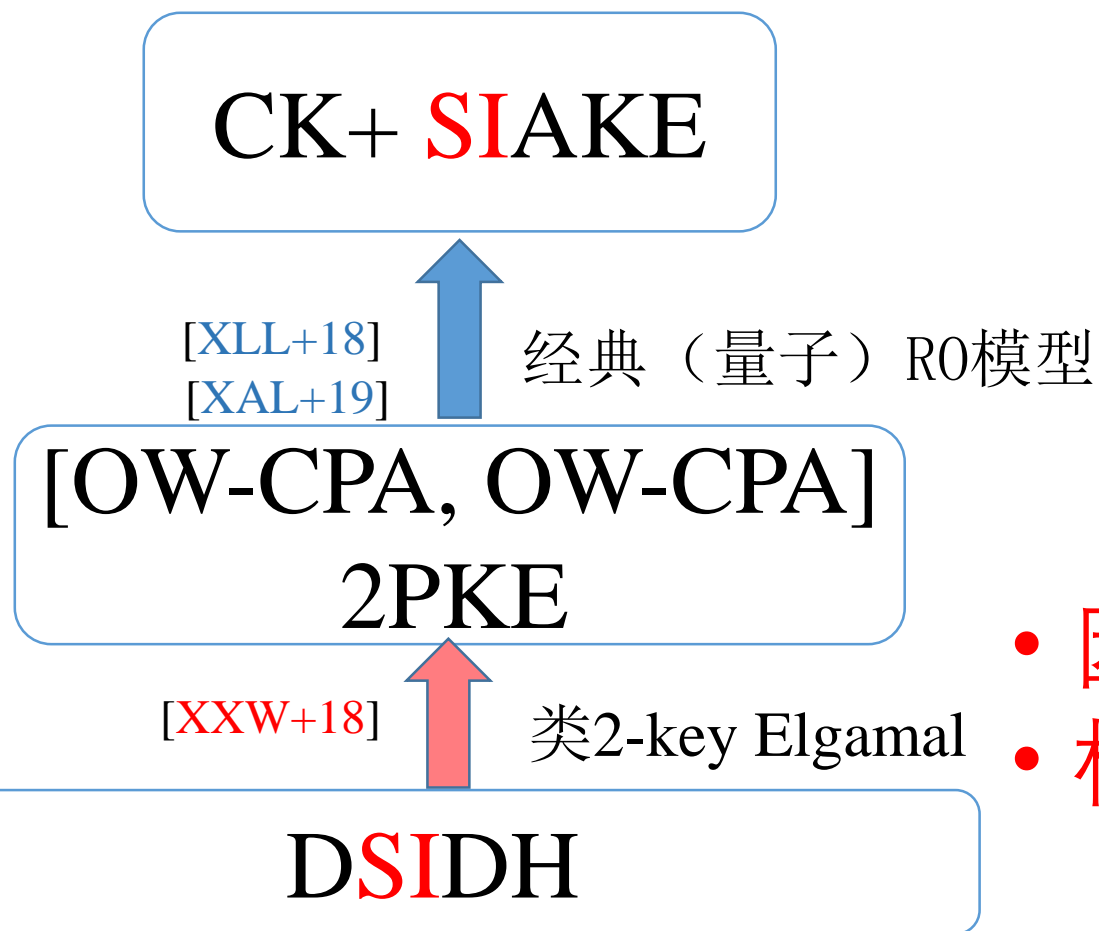 CK+ SIAKE
[XLL+18]
[XAL+19]
经典（量子）RO模型
[OW-CPA, OW-CPA]
2PKE
[XXW+18]
类2-key Elgamal
DSIDH